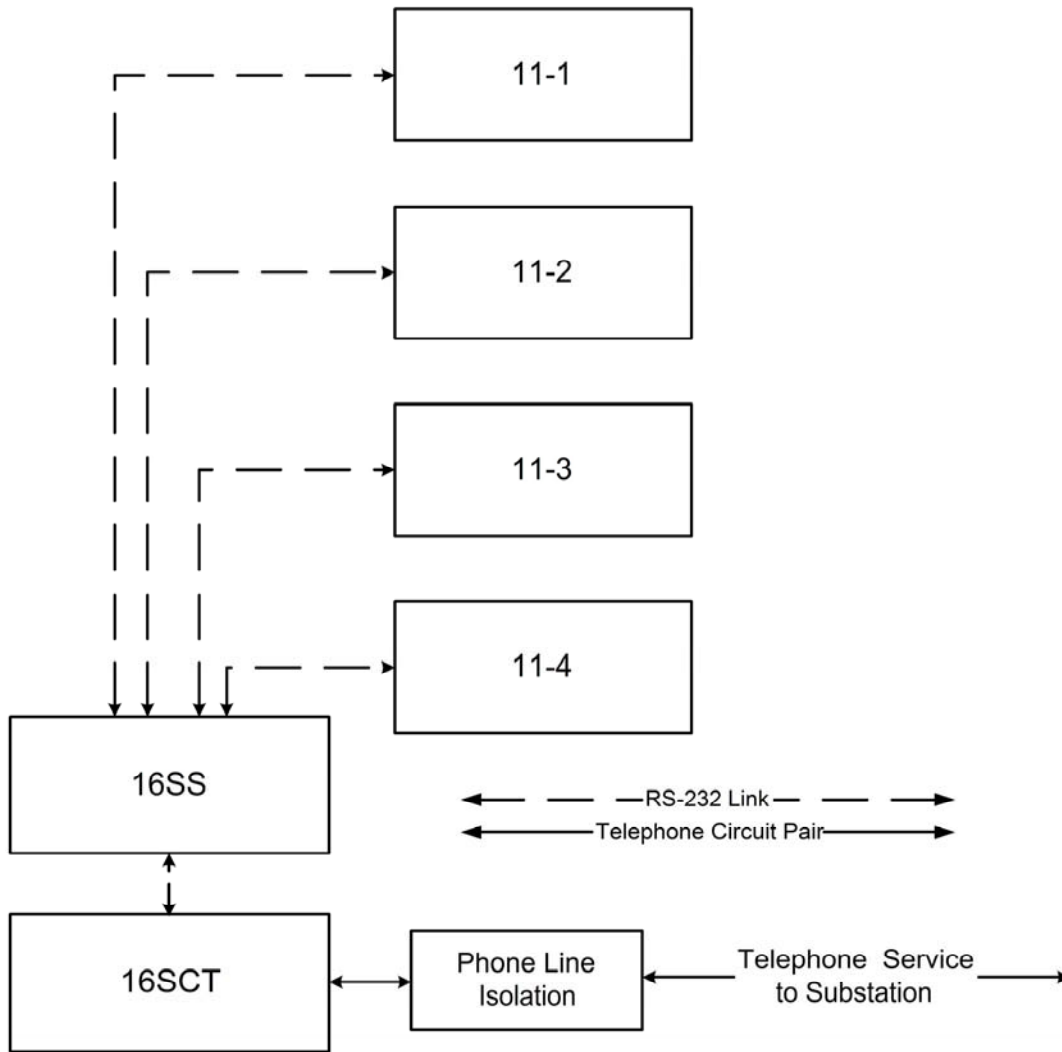 11-1
11-2
11-3
11-4
16SS
RS-232 Link
Telephone Circuit Pair
16SCT
Phone Line
Isolation
Telephone Service
to Substation